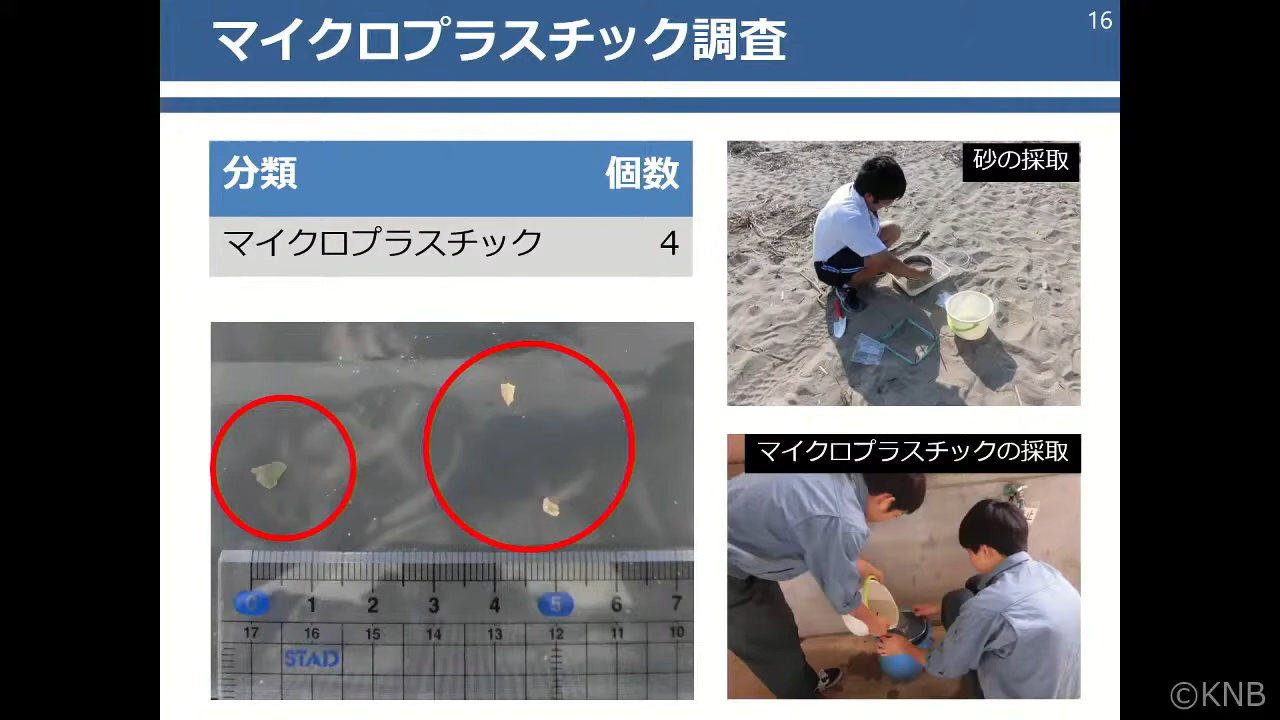 マイクロプラスチック調査
16
分類 個数
マイクロプラスチック 4
砂の採取
マイクロプラスチックの採取
0 1 2 3 4 5 6 7
17 16 15 14 13 12 11 10
STAD
©KNB